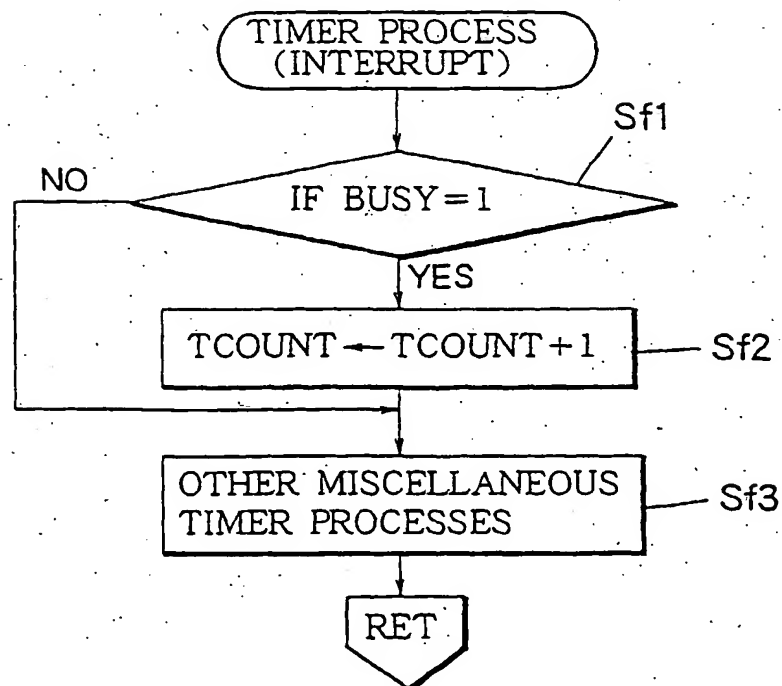 TIMER PROCESS
(INTERRUPT)
Sf1
NO
IF BUSY=1
YES
TCOUNT ← TCOUNT+1
Sf2
OTHER MISCELLANEOUS
TIMER PROCESSES
Sf3
RET